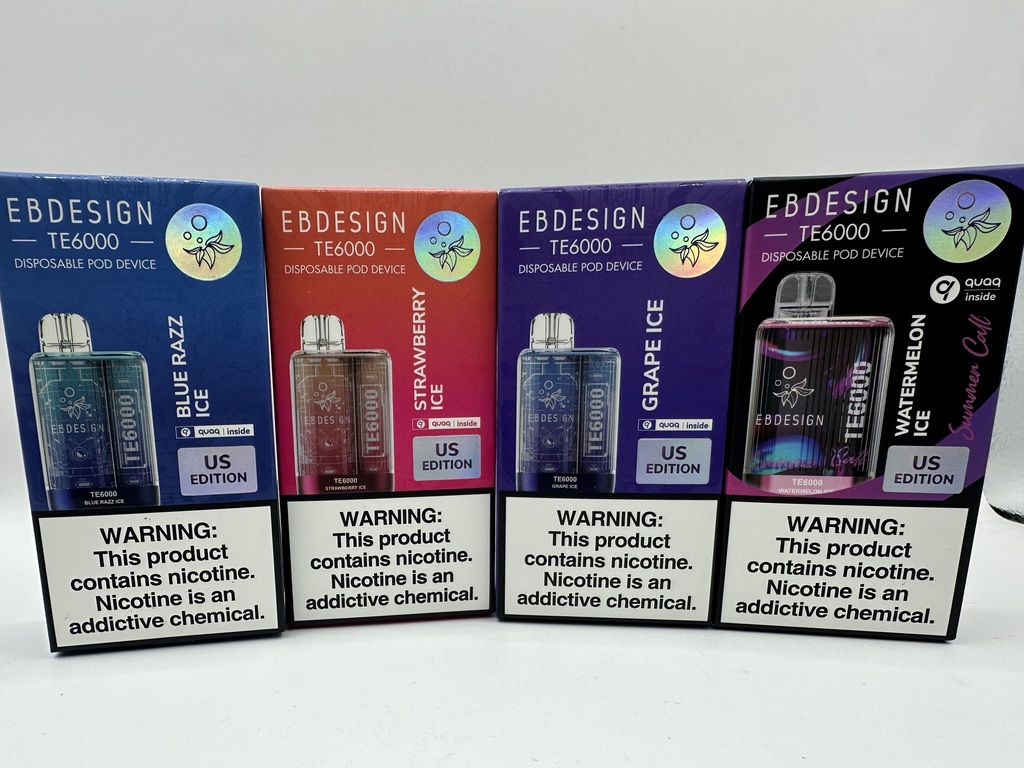 EBDESIGN
TE6000
DISPOSABLE POD DEVICE
BLUE RAZZ
ICE
EBDESIGN
TE6000
quaq inside
US
EDITION
TE6000
BLUE RAZZ ICE
WARNING:
This product
contains nicotine.
Nicotine is an
addictive chemical.
EBDESIGN
TE6000
DISPOSABLE POD DEVICE
STRAWBERRY
ICE
EBDESIGN
TE6000
quaq inside
US
EDITION
TE6000
STRAWBERRY ICE
WARNING:
This product
contains nicotine.
Nicotine is an
addictive chemical.
EBDESIGN
TE6000
DISPOSABLE POD DEVICE
GRAPE ICE
EBDESIGN
TE6000
quaq inside
US
EDITION
TE6000
GRAPE ICE
WARNING:
This product
contains nicotine.
Nicotine is an
addictive chemical.
EBDESIGN
TE6000
DISPOSABLE POD DEVICE
quaq
inside
WATERMELON
ICE
Summer Call
EBDESIGN
TE6000
US
EDITION
TE6000
WATERMELON ICE
WARNING:
This product
contains nicotine.
Nicotine is an
addictive chemical.